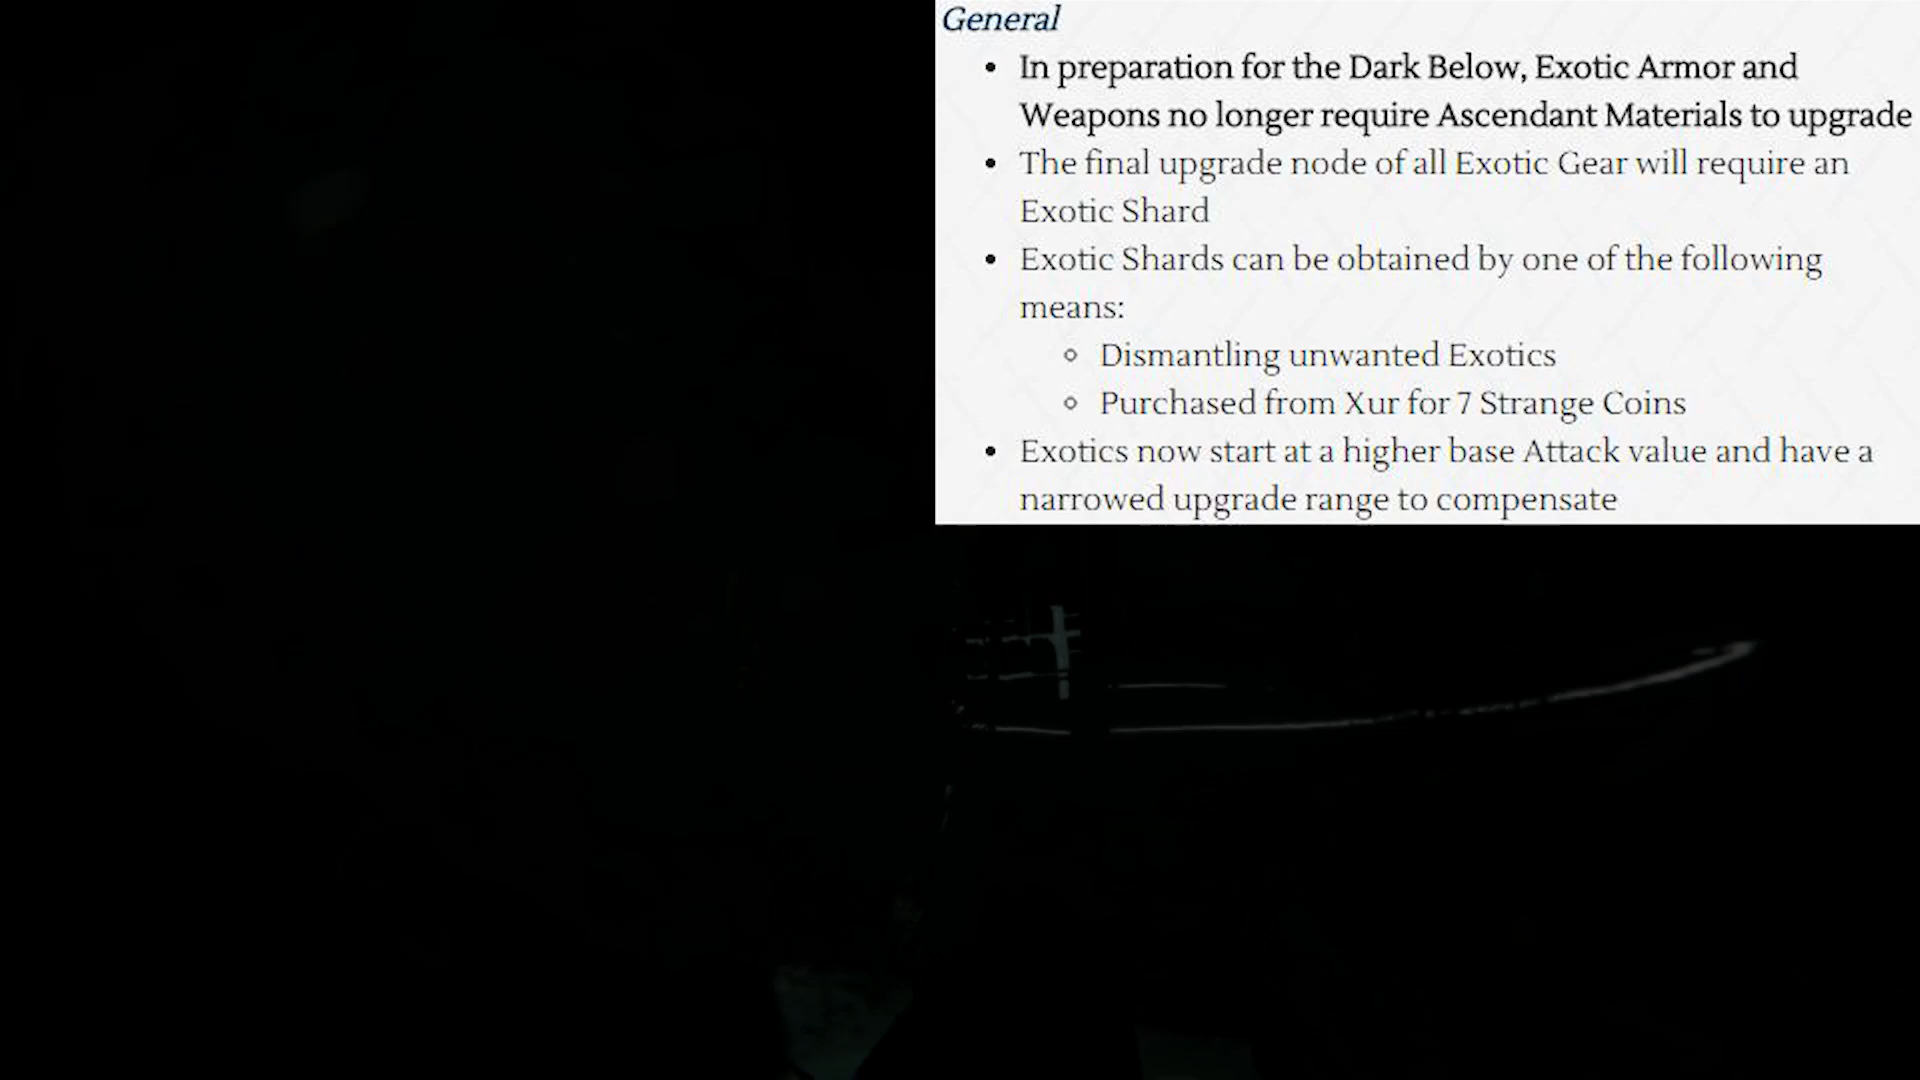 General
• In preparation for the Dark Below, Exotic Armor and
Weapons no longer require Ascendant Materials to upgrade
• The final upgrade node of all Exotic Gear will require an
Exotic Shard
• Exotic Shards can be obtained by one of the following
means:
◦ Dismantling unwanted Exotics
◦ Purchased from Xur for 7 Strange Coins
• Exotics now start at a higher base Attack value and have a
narrowed upgrade range to compensate